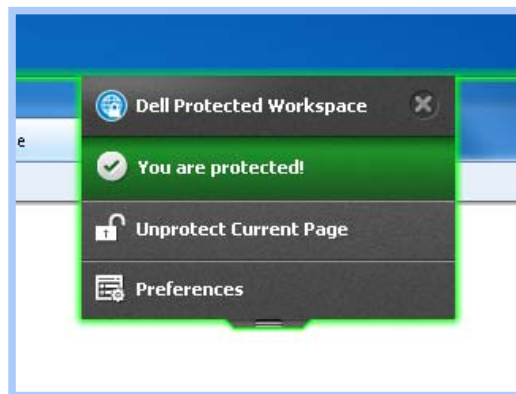 Dell Protected Workspace
e
You are protected!
Unprotect Current Page
Preferences